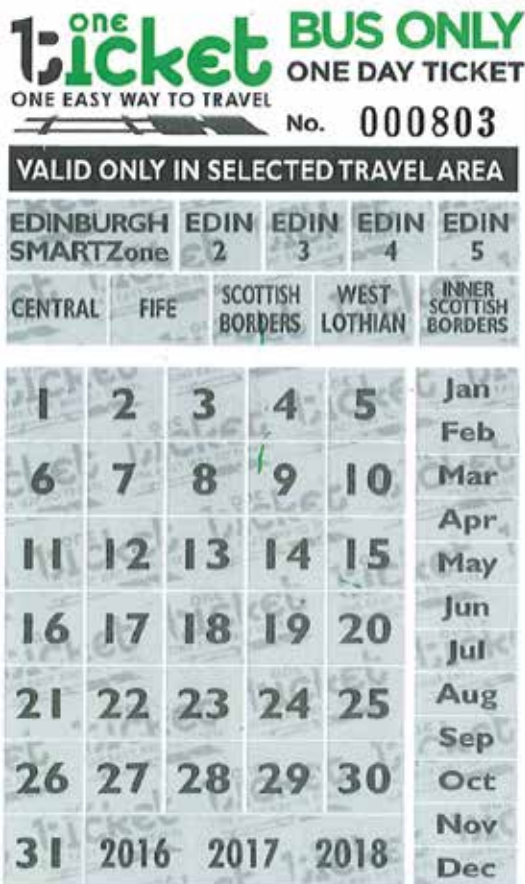 one
ticket
BUS ONLY
ONE DAY TICKET
ONE EASY WAY TO TRAVEL
No. 000803
VALID ONLY IN SELECTED TRAVEL AREA
EDINBURGH SMARTZone EDIN 2 EDIN 3 EDIN 4 EDIN 5
CENTRAL FIFE SCOTTISH BORDERS WEST LOTHIAN INNER SCOTTISH BORDERS
1 2 3 4 5 Jan
Feb
6 7 8 9 10 Mar
Apr
11 12 13 14 15 May
16 17 18 19 20 Jun
Jul
21 22 23 24 25 Aug
Sep
26 27 28 29 30 Oct
Nov
31 2016 2017 2018 Dec